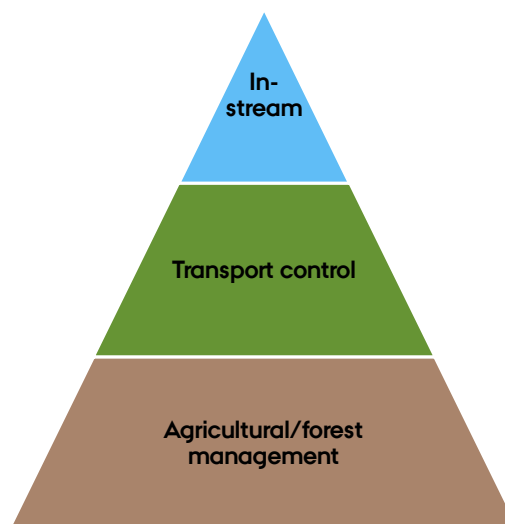 In-
stream
Transport control
Agricultural/forest
management